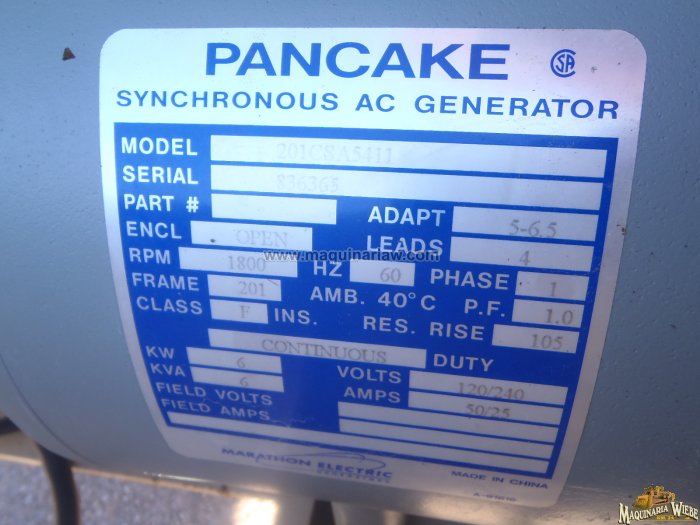 PANCAKE
SYNCHRONOUS AC GENERATOR
MODEL 201CSA5411
SERIAL 836365
PART # ADAPT 5-6.5
ENCL OPEN LEADS 4
www.maquinarlaw.com
RPM 1800 HZ 60 PHASE 1
FRAME 201 AMB. 40°C P.F. 1.0
CLASS F INS. RES. RISE 105
CONTINUOUS DUTY
KW 6 VOLTS 120/240
KVA 6 AMPS 50/25
FIELD VOLTS
FIELD AMPS
MARATHON ELECTRIC
MADE IN CHINA
MAQUINARIA WIEBE